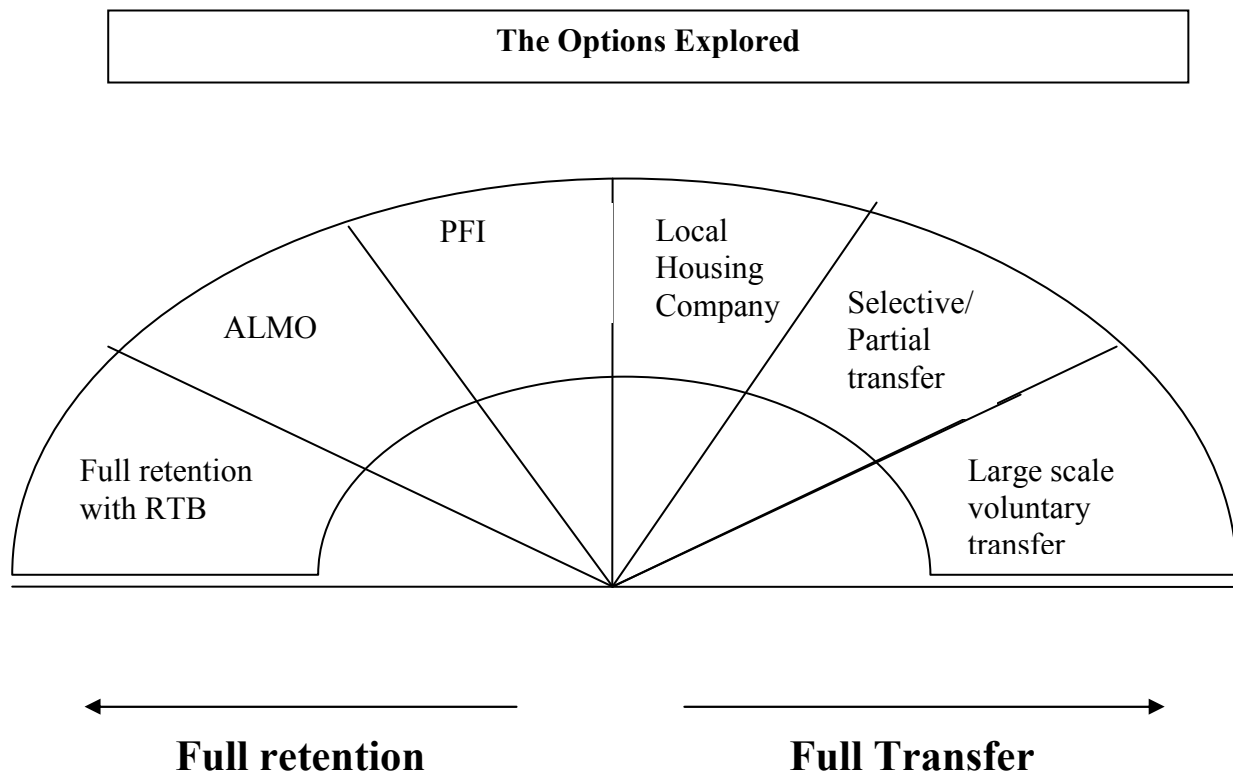 The Options Explored
PFI
Local
Housing
Company
ALMO
Selective/
Partial
transfer
Full retention
with RTB
Large scale
voluntary
transfer
Full retention
Full Transfer